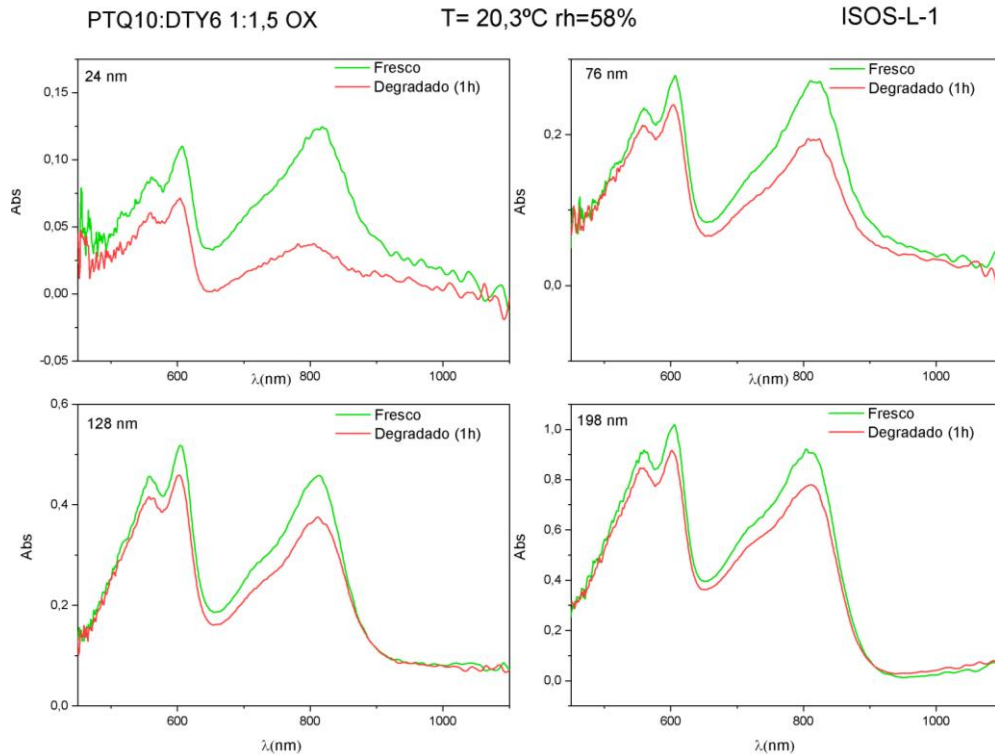 PTQ10:DTY6 1:1,5 OX T= 20,3ºC rh=58% ISOS-L-1
24 nm
Fresco
Degradado (1h)
0,15
0,10
0,05
0,00
-0,05
Abs
600 800 1000
λ(nm)
76 nm
Fresco
Degradado (1h)
0,2
0,0
Abs
600 800 1000
λ(nm)
128 nm
Fresco
Degradado (1h)
0,6
0,4
0,2
0,0
Abs
600 800 1000
λ(nm)
198 nm
Fresco
Degradado (1h)
1,0
0,8
0,6
0,4
0,2
0,0
Abs
600 800 1000
λ(nm)